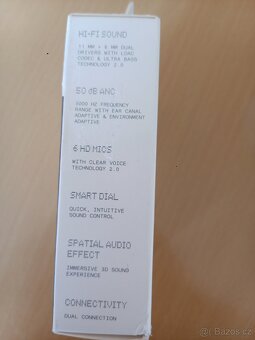 HI-FI SOUND
11 MM + 6 MM DUAL
DRIVERS WITH LDAC
CODEC & ULTRA BASS
TECHNOLOGY 2.0
50 dB ANC
5000 HZ FREQUENCY
RANGE WITH EAR CANAL
ADAPTIVE & ENVIRONMENT
ADAPTIVE
6 HD MICS
WITH CLEAR VOICE
TECHNOLOGY 2.0
SMART DIAL
QUICK, INTUITIVE
SOUND CONTROL
SPATIAL AUDIO
EFFECT
IMMERSIVE 3D SOUND
EXPERIENCE
CONNECTIVITY
DUAL CONNECTION
Bazos.cz